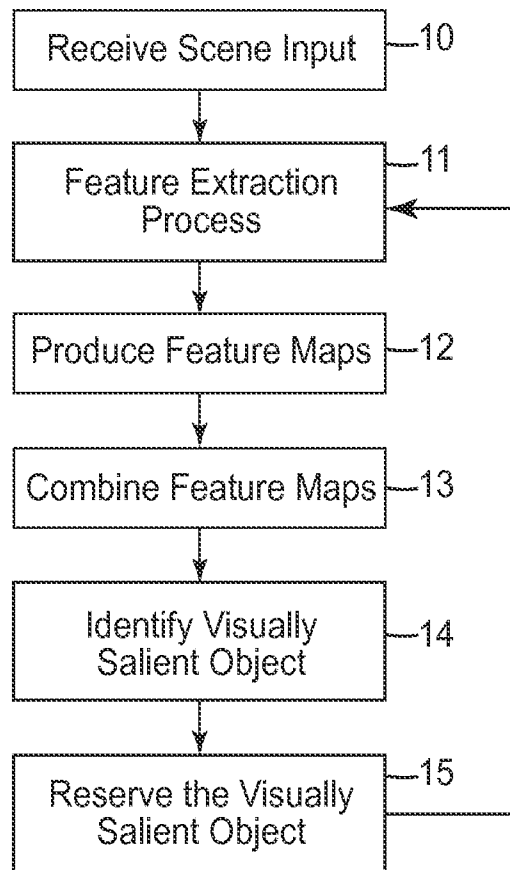 Receive Scene Input
10
Feature Extraction
Process
11
Produce Feature Maps
12
Combine Feature Maps
13
Identify Visually
Salient Object
14
Reserve the Visually
Salient Object
15